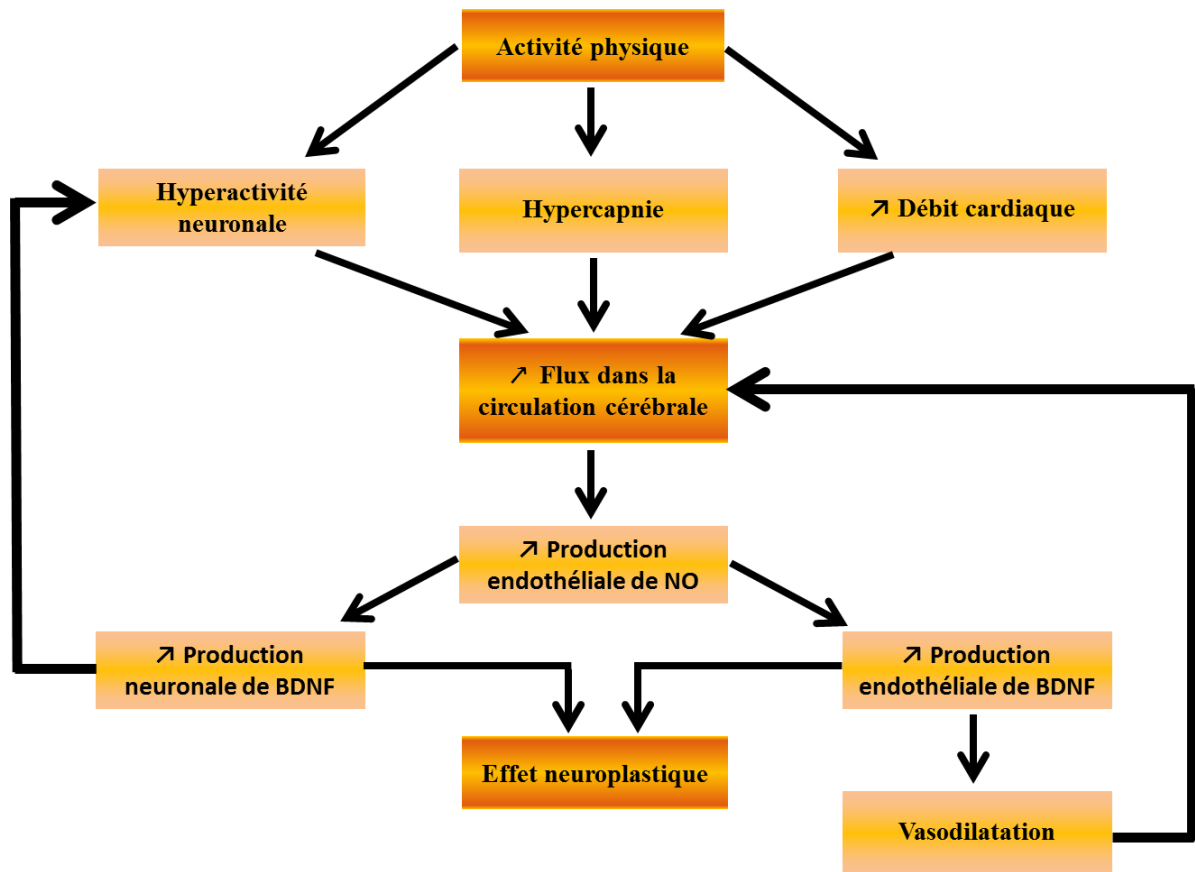 Activité physique
Hyperactivité
neuronale
Hypercapnie
↗ Débit cardiaque
↗ Flux dans la
circulation cérébrale
↗ Production
endothéliale de NO
↗ Production
neuronale de BDNF
↗ Production
endothéliale de BDNF
Effet neuroplastique
Vasodilatation